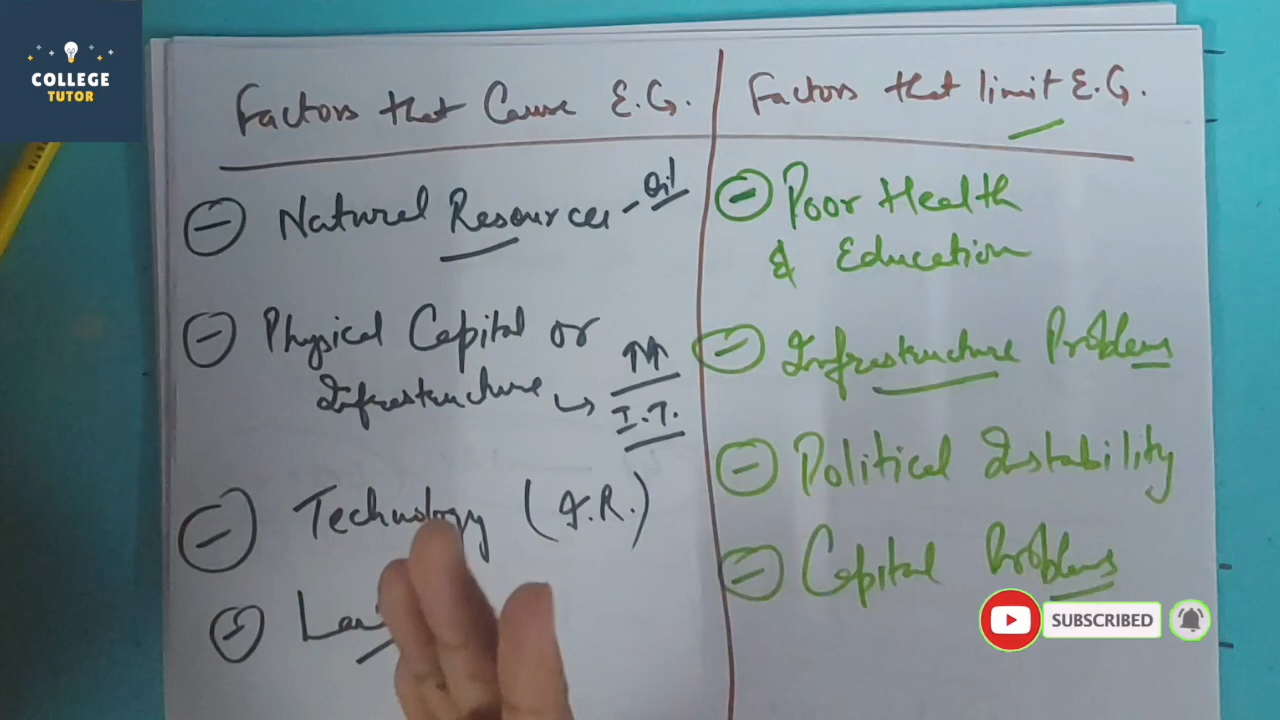 COLLEGE
TUTOR
Factors that Cause E.G.
Natural Resources - Oil
Physical Capital or
Infrastructure →
I.T.
Technology (I.R.)
Factors that limit E.G.
Poor Health
& Education
Infrastructure Problems
Political Instability
Capital Problems
SUBSCRIBED